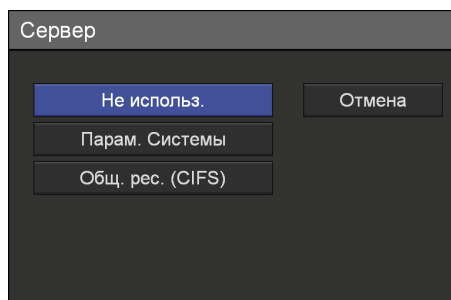 Сервер
Не использ.
Отмена
Парам. Системы
Общ. рес. (CIFS)